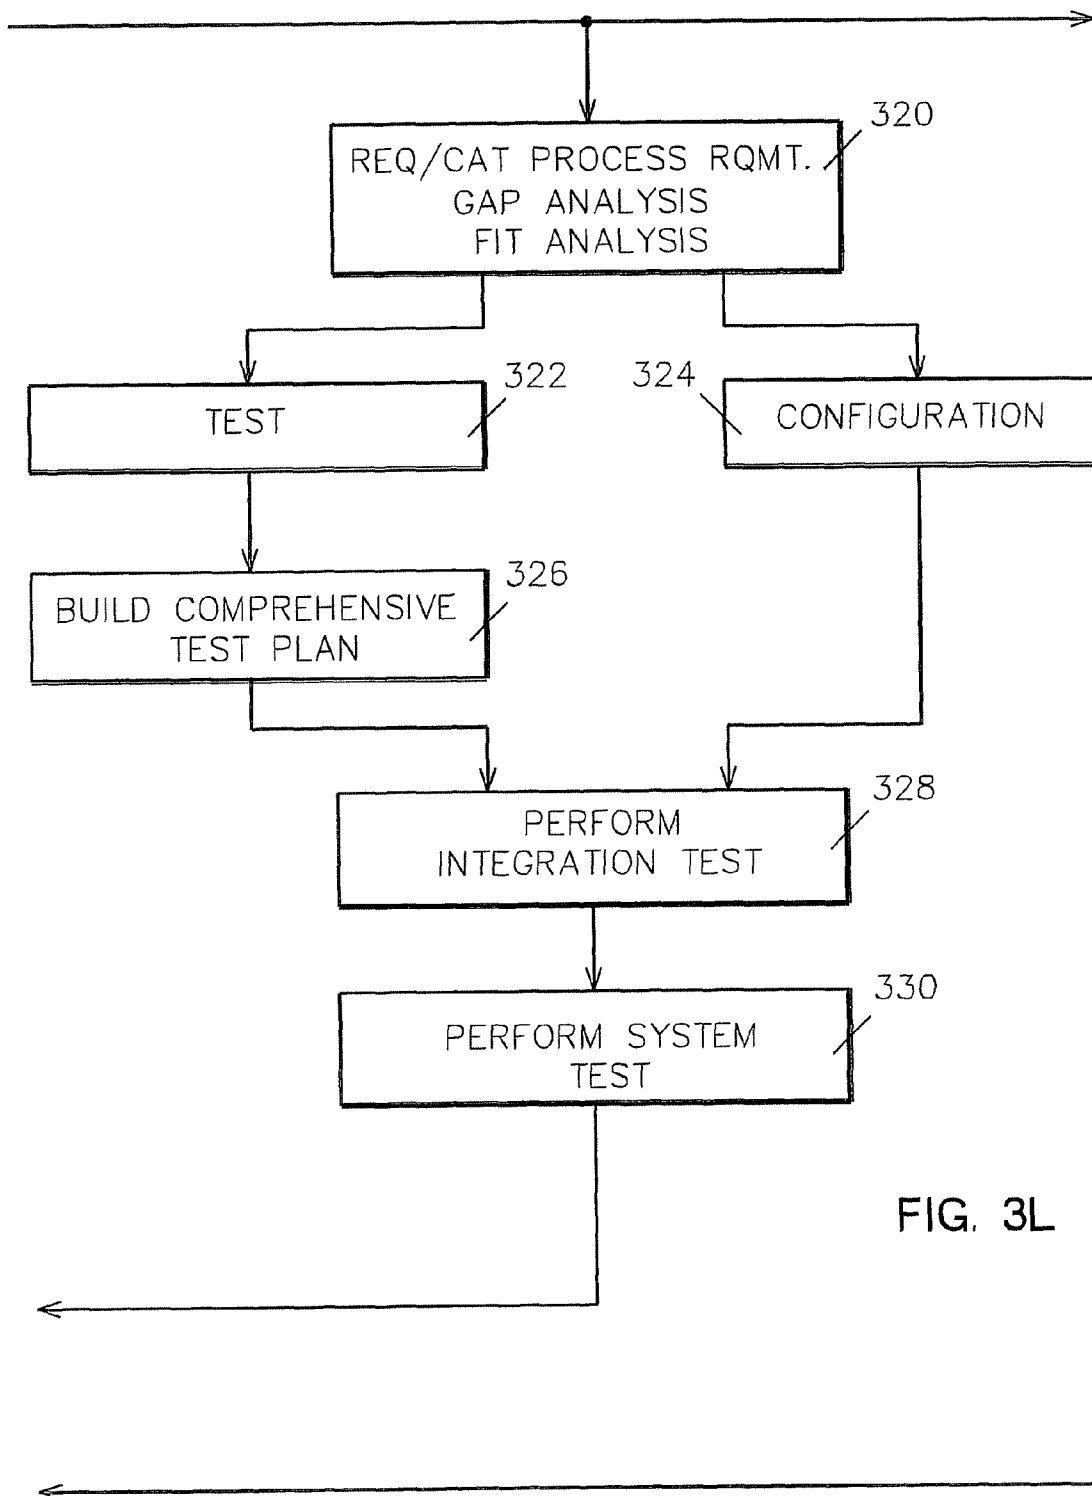 320
REQ/CAT PROCESS RQMT.
GAP ANALYSIS
FIT ANALYSIS
322
324
TEST
CONFIGURATION
326
BUILD COMPREHENSIVE
TEST PLAN
328
PERFORM
INTEGRATION TEST
330
PERFORM SYSTEM
TEST
FIG. 3L